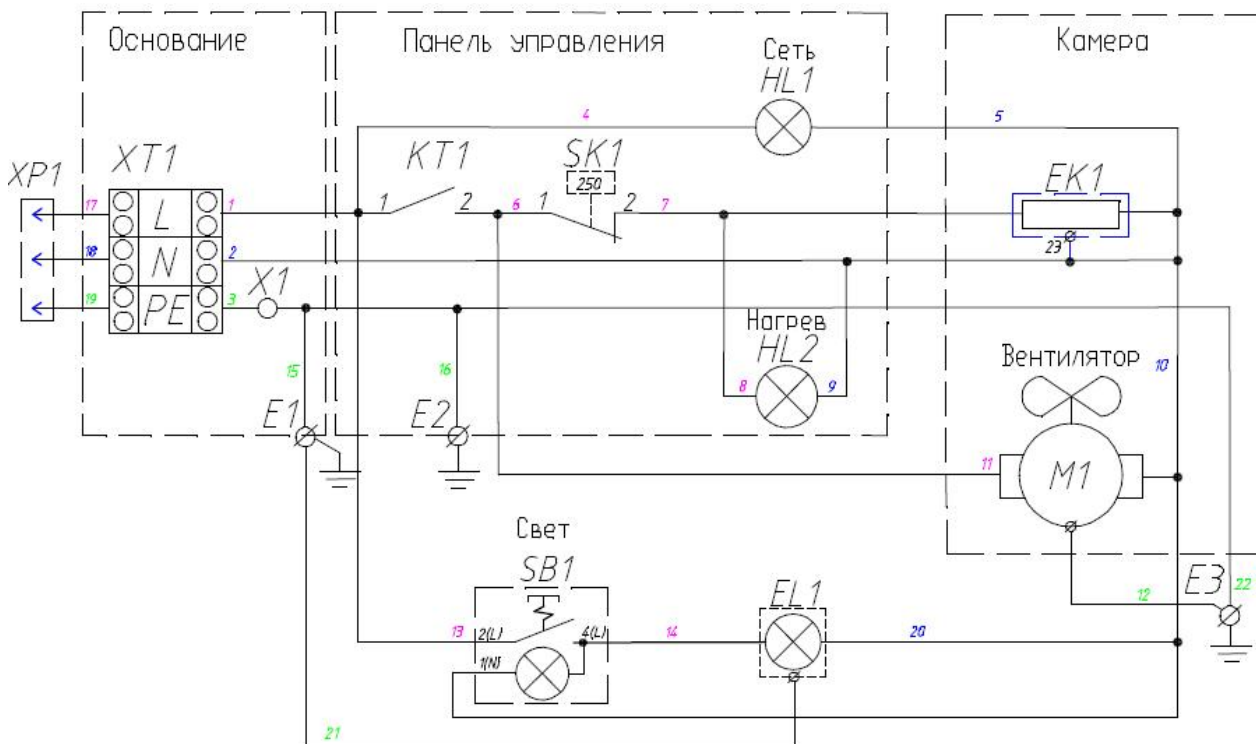 Основание
Панель управления
Камера
Сеть
HL1
4
5
KT1
SK1
250
EK1
XP1
XT1
17
L
1
1
2
6
1
2
7
23
18
N
2
19
PE
3
X1
Нагрев
HL2
8
9
Вентилятор
10
15
E1
16
E2
11
M1
Свет
SB1
EL1
12
E3
22
13
2(L)
4(L)
14
20
1(N)
21